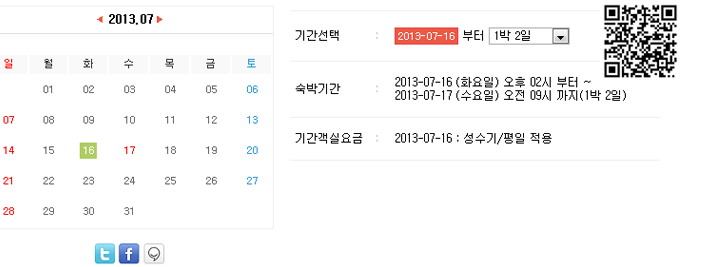 2013.07
일 월 화 수 목 금 토
01 02 03 04 05 06
07 08 09 10 11 12 13
14 15 16 17 18 19 20
21 22 23 24 25 26 27
28 29 30 31
기간선택 : 2013-07-16 부터 1박 2일
숙박기간 : 2013-07-16 (화요일) 오후 02시 부터 ~
2013-07-17 (수요일) 오전 09시 까지(1박 2일)
기간객실요금 : 2013-07-16 : 성수기/평일 적용